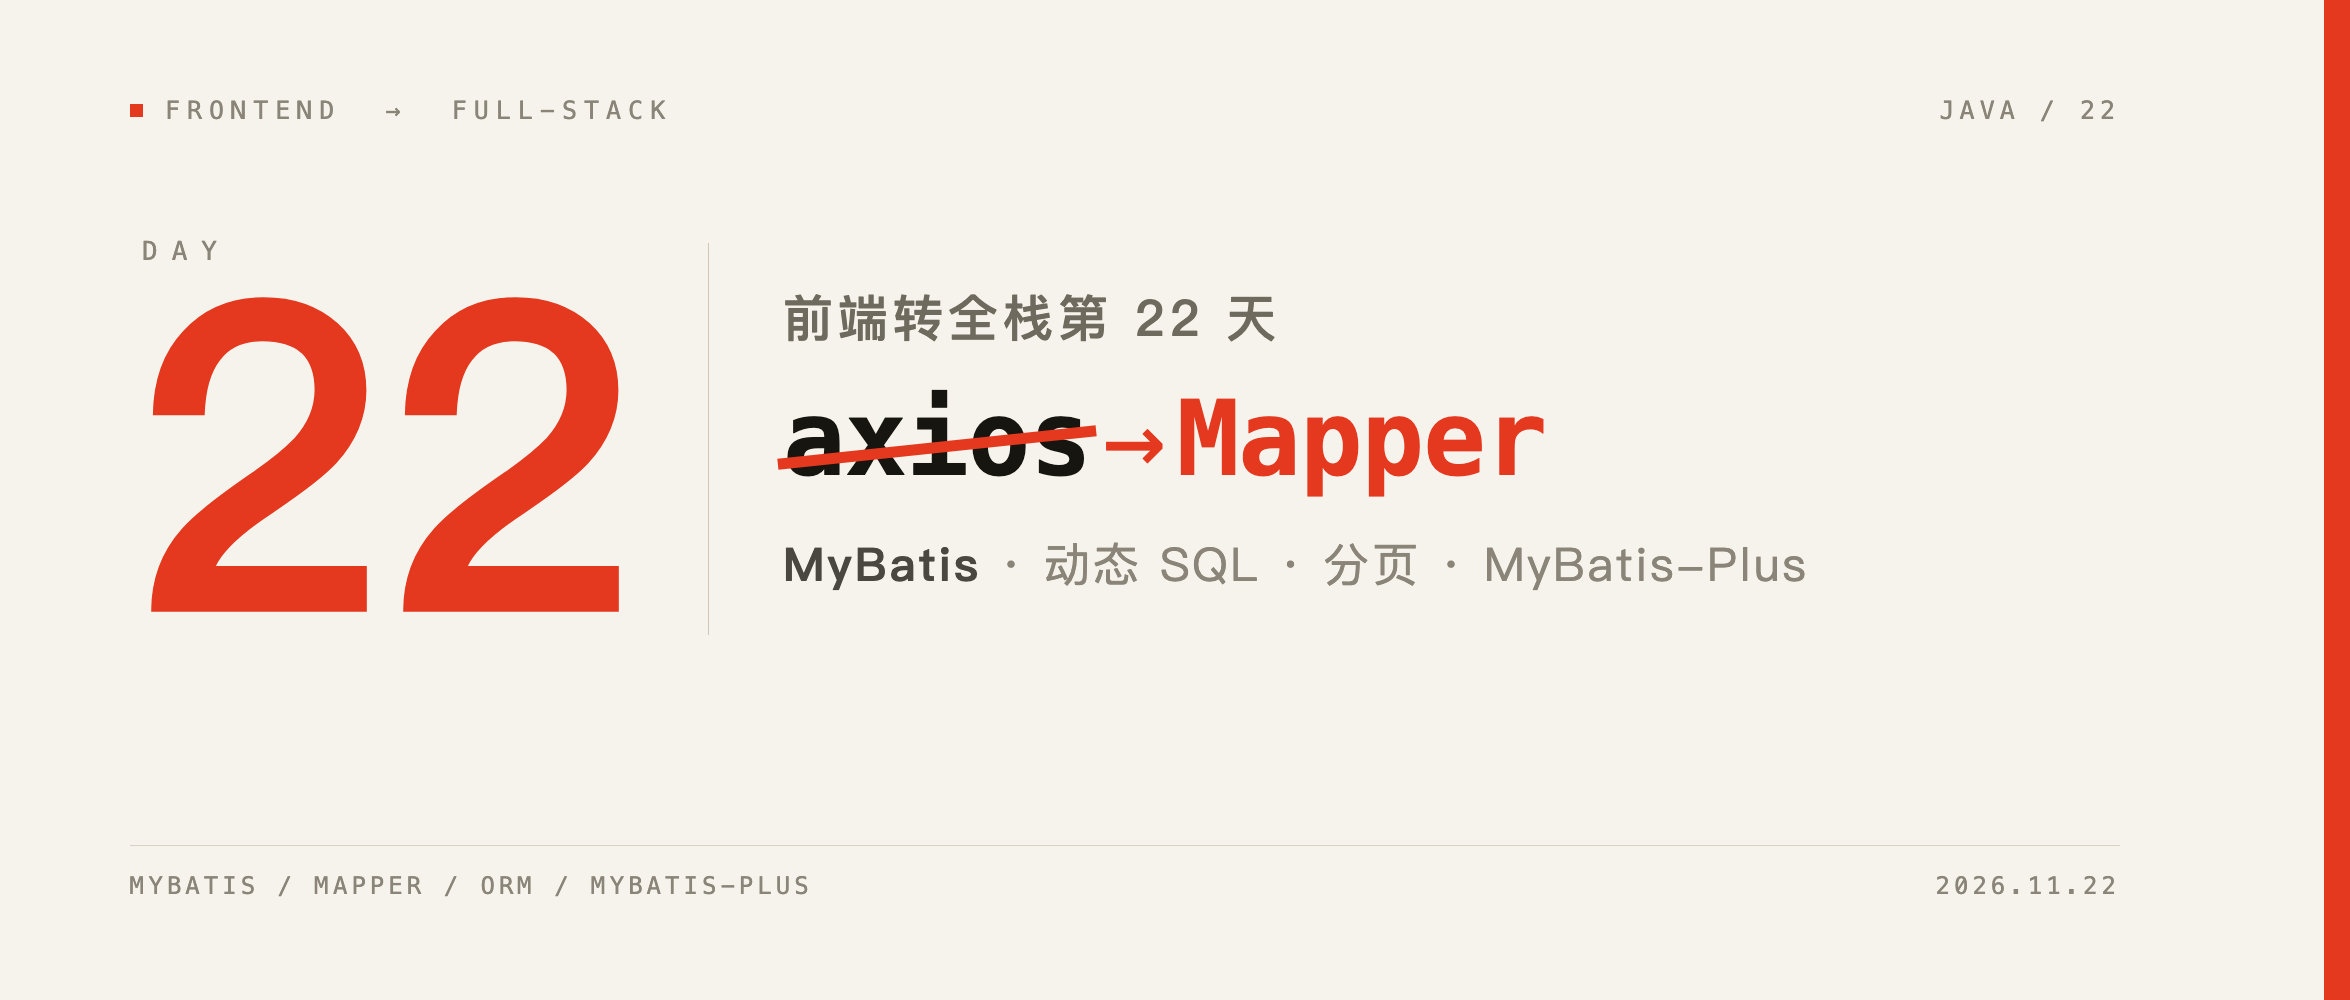 FRONTEND → FULL-STACK
JAVA / 22
DAY
22
前端转全栈第 22 天
axios→Mapper
MyBatis · 动态 SQL · 分页 · MyBatis-Plus
MYBATIS / MAPPER / ORM / MYBATIS-PLUS
2026.11.22